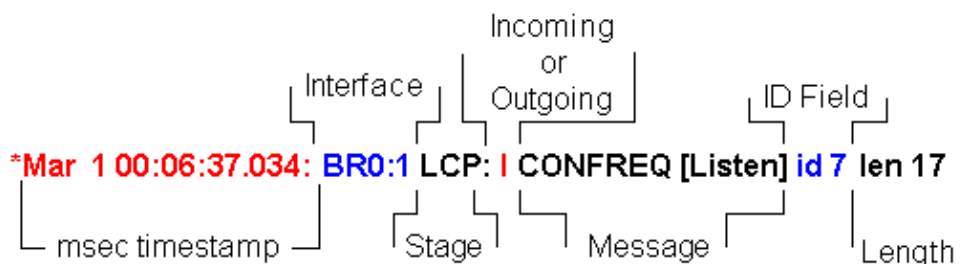 Incoming
or
Outgoing
Interface
ID Field
*Mar 1 00:06:37.034: BR0:1 LCP: I CONFREQ [Listen] id 7 len 17
msec timestamp
Stage
Message
Length